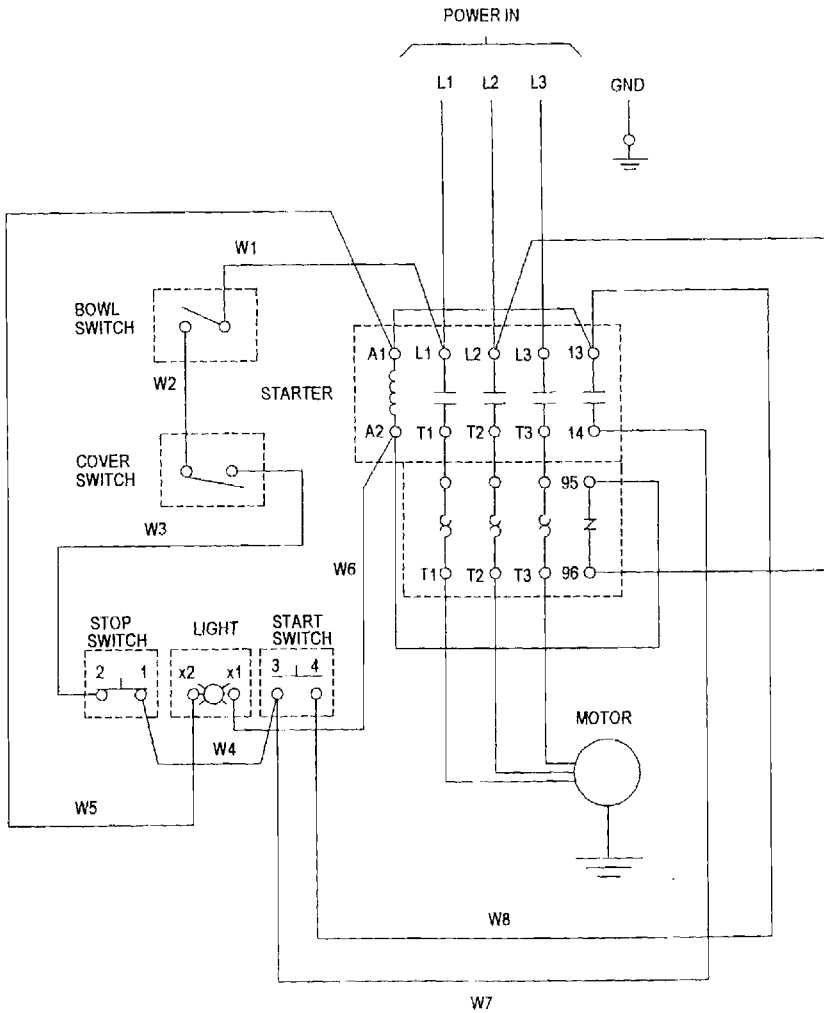 POWER IN
L1 L2 L3 GND
W1
BOWL
SWITCH
W2
A1 L1 L2 L3 13
STARTER
A2 T1 T2 T3 14
COVER
SWITCH
95
W3
W6
T1 T2 T3 96
STOP
SWITCH
LIGHT
START
SWITCH
2 1 x2 x1 3 4
MOTOR
W4
W5
W8
W7